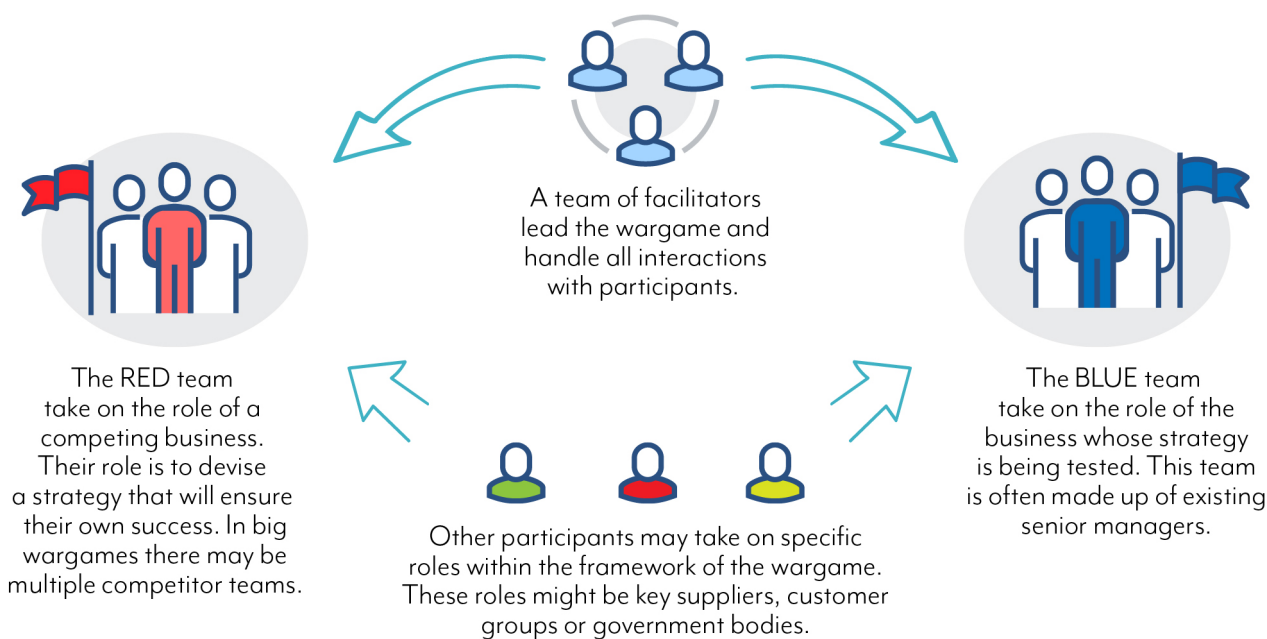 A team of facilitators
lead the wargame and
handle all interactions
with participants.
The RED team
take on the role of a
competing business.
Their role is to devise
a strategy that will ensure
their own success. In big
wargames there may be
multiple competitor teams.
The BLUE team
take on the role of the
business whose strategy
is being tested. This team
is often made up of existing
senior managers.
Other participants may take on specific
roles within the framework of the wargame.
These roles might be key suppliers, customer
groups or government bodies.